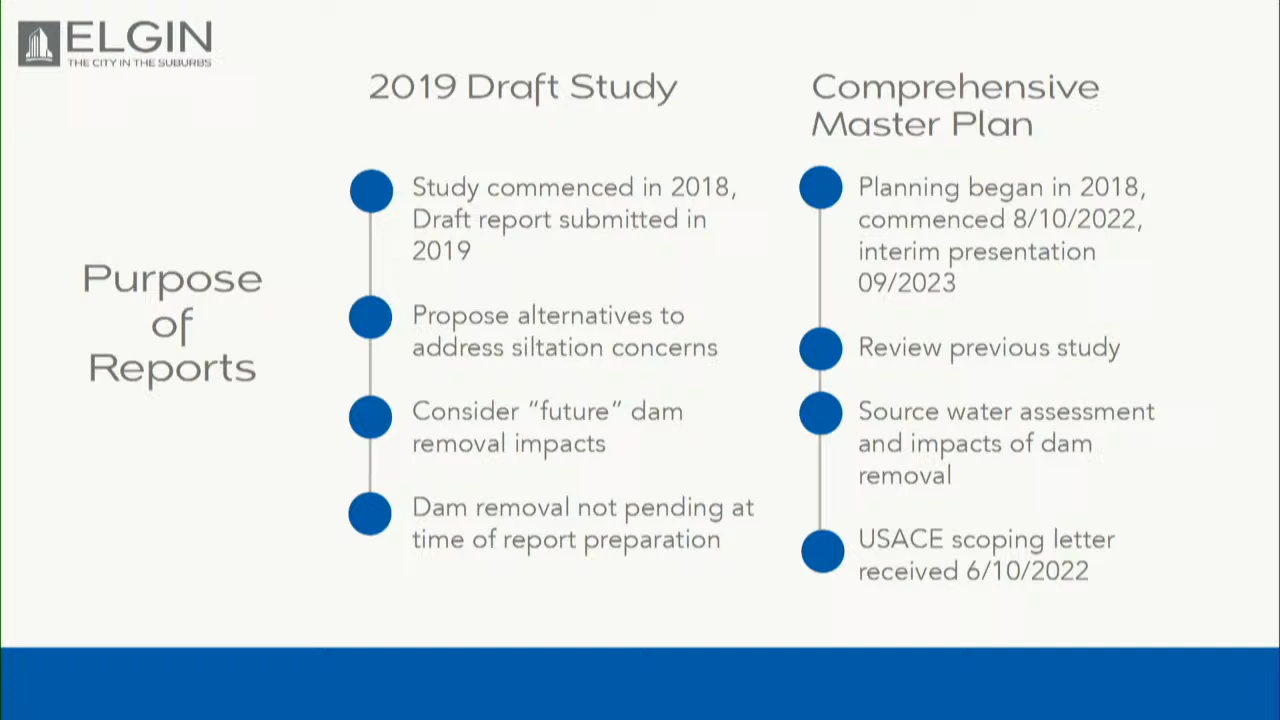 ELGIN
THE CITY IN THE SUBURBS
Purpose
of
Reports
2019 Draft Study
Study commenced in 2018,
Draft report submitted in
2019
Propose alternatives to
address siltation concerns
Consider “future” dam
removal impacts
Dam removal not pending at
time of report preparation
Comprehensive
Master Plan
Planning began in 2018,
commenced 8/10/2022,
interim presentation
09/2023
Review previous study
Source water assessment
and impacts of dam
removal
USACE scoping letter
received 6/10/2022